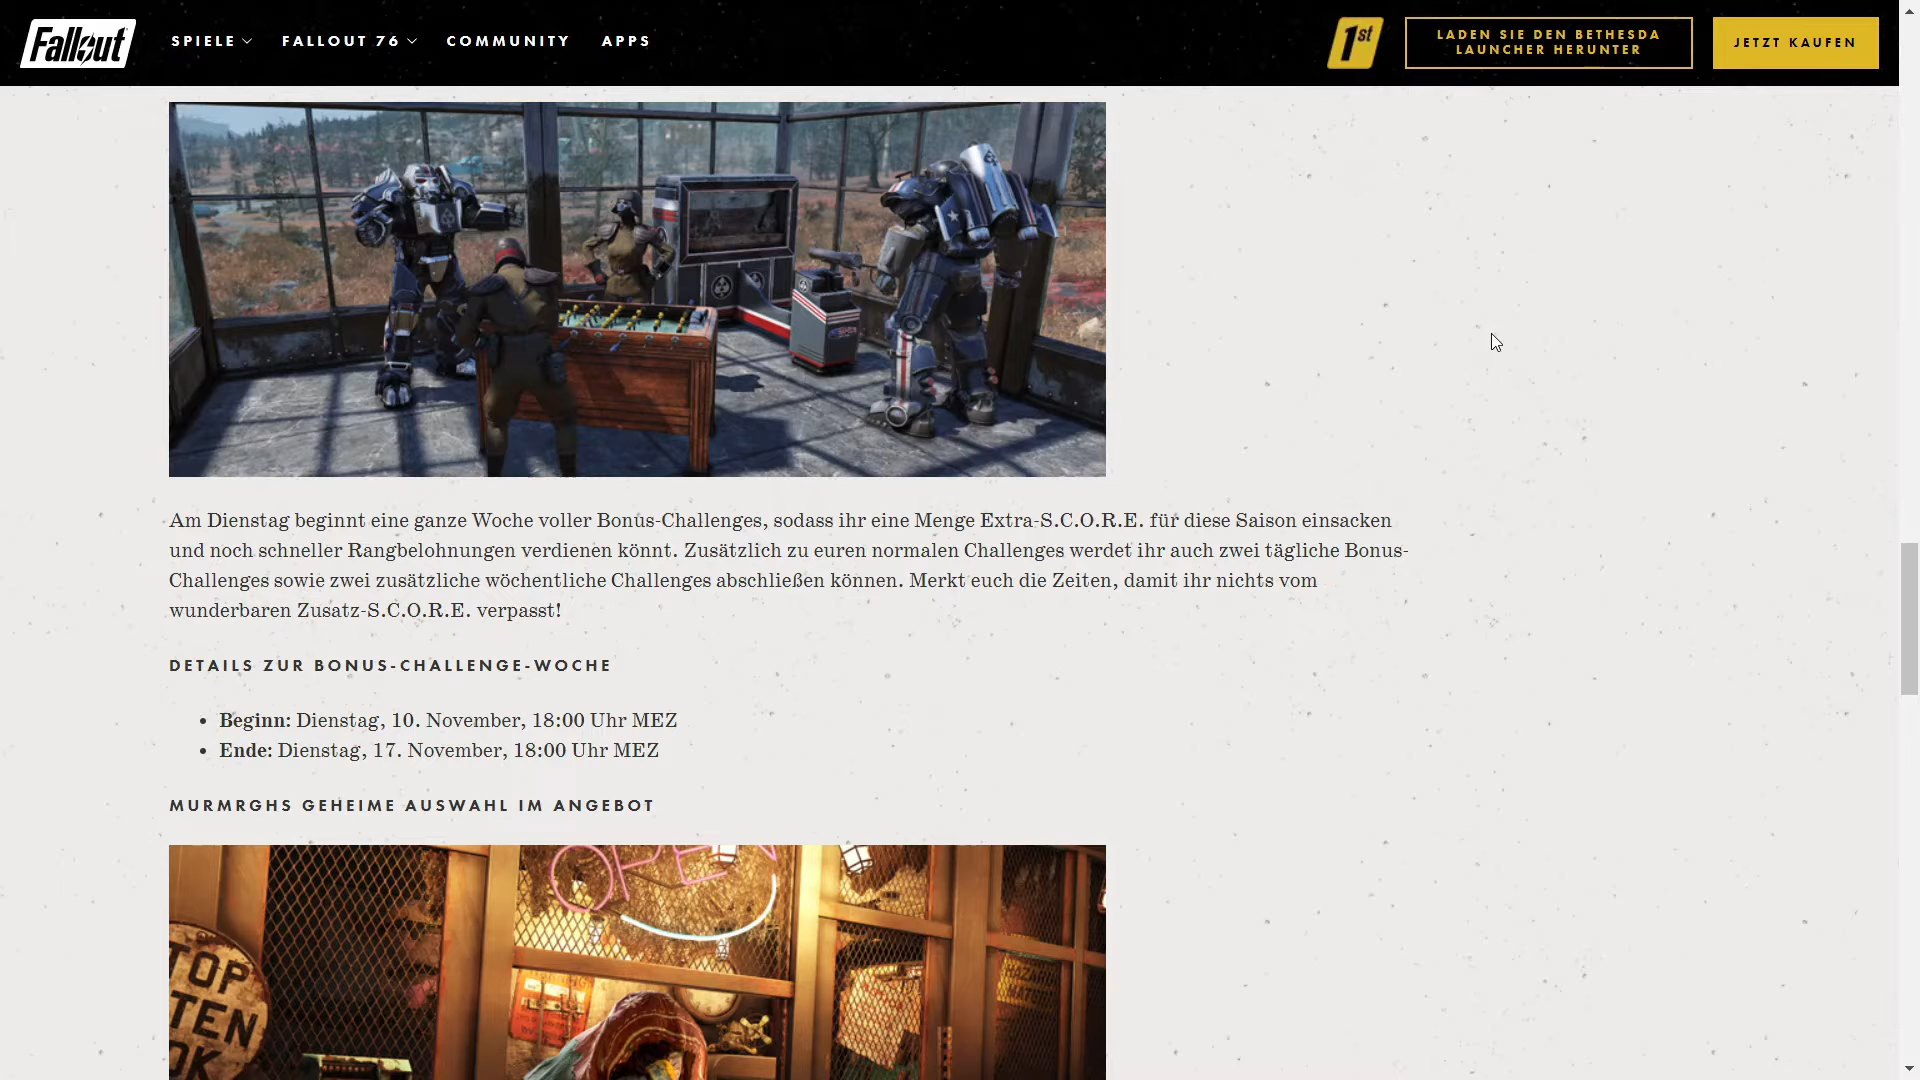 Fallout
SPIELE
FALLOUT 76
COMMUNITY
APPS
1st
LADEN SIE DEN BETHESDA
LAUNCHER HERUNTER
JETZT KAUFEN
Am Dienstag beginnt eine ganze Woche voller Bonus-Challenges, sodass ihr eine Menge Extra-S.C.O.R.E. für diese Saison einsacken
und noch schneller Rangbelohnungen verdienen könnt. Zusätzlich zu euren normalen Challenges werdet ihr auch zwei tägliche Bonus-
Challenges sowie zwei zusätzliche wöchentliche Challenges abschließen können. Merkt euch die Zeiten, damit ihr nichts vom
wunderbaren Zusatz-S.C.O.R.E. verpasst!
DETAILS ZUR BONUS-CHALLENGE-WOCHE
• Beginn: Dienstag, 10. November, 18:00 Uhr MEZ
• Ende: Dienstag, 17. November, 18:00 Uhr MEZ
MURMRGHS GEHEIME AUSWAHL IM ANGEBOT
OPEN
TOP
TEN
OK